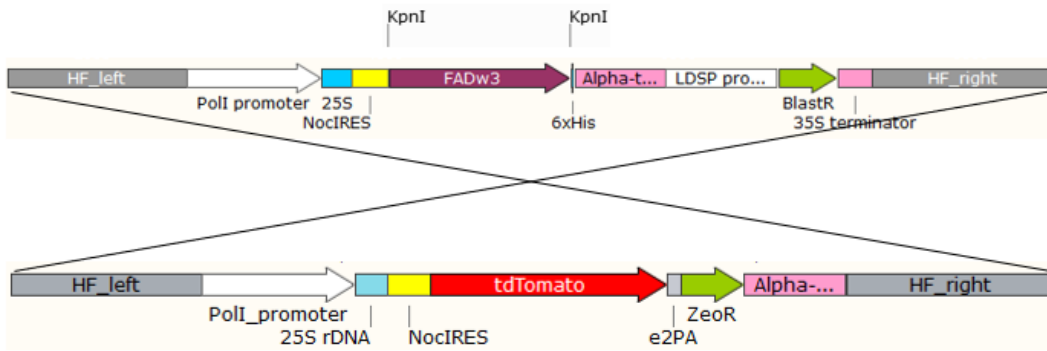 KpnI KpnI
HF_left FADw3 Alpha-t... LDSP pro... HF_right
PolI promoter 25S BlastR
NocIRES 6xHis 35S terminator
HF_left tdTomato Alpha-... HF_right
PolI_promoter ZeoR
25S rDNA NocIRES e2PA